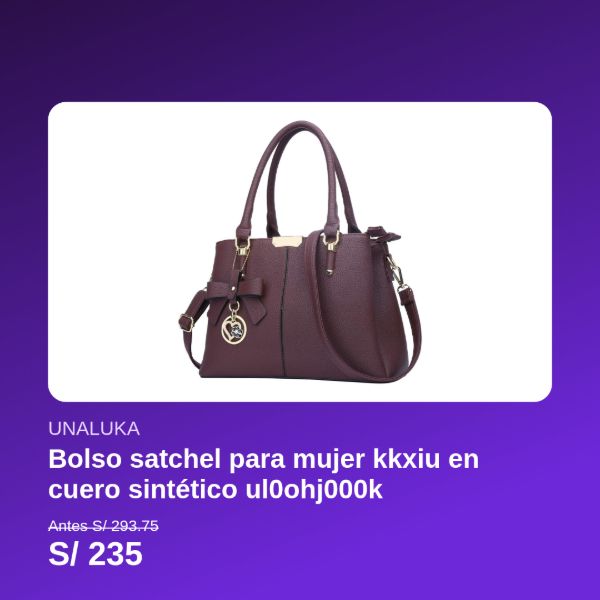 UNALUKA
Bolso satchel para mujer kkxiu en
cuero sintético ul0ohj000k
Antes S/ 293.75
S/ 235